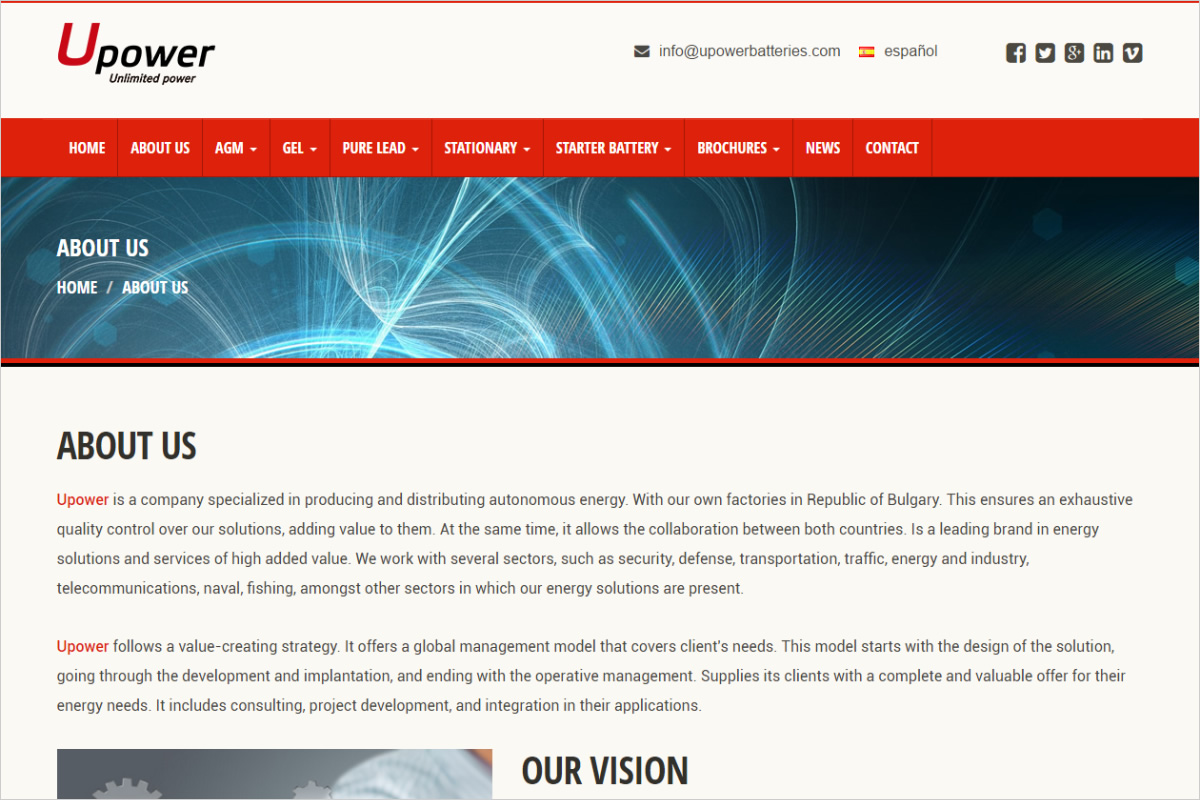 Upower
Unlimited power
info@upowerbatteries.com español
HOME ABOUT US AGM GEL PURE LEAD STATIONARY STARTER BATTERY BROCHURES NEWS CONTACT
ABOUT US
HOME / ABOUT US
ABOUT US
Upower is a company specialized in producing and distributing autonomous energy. With our own factories in Republic of Bulgary. This ensures an exhaustive
quality control over our solutions, adding value to them. At the same time, it allows the collaboration between both countries. Is a leading brand in energy
solutions and services of high added value. We work with several sectors, such as security, defense, transportation, traffic, energy and industry,
telecommunications, naval, fishing, amongst other sectors in which our energy solutions are present.
Upower follows a value-creating strategy. It offers a global management model that covers client's needs. This model starts with the design of the solution,
going through the development and implantation, and ending with the operative management. Supplies its clients with a complete and valuable offer for their
energy needs. It includes consulting, project development, and integration in their applications.
OUR VISION